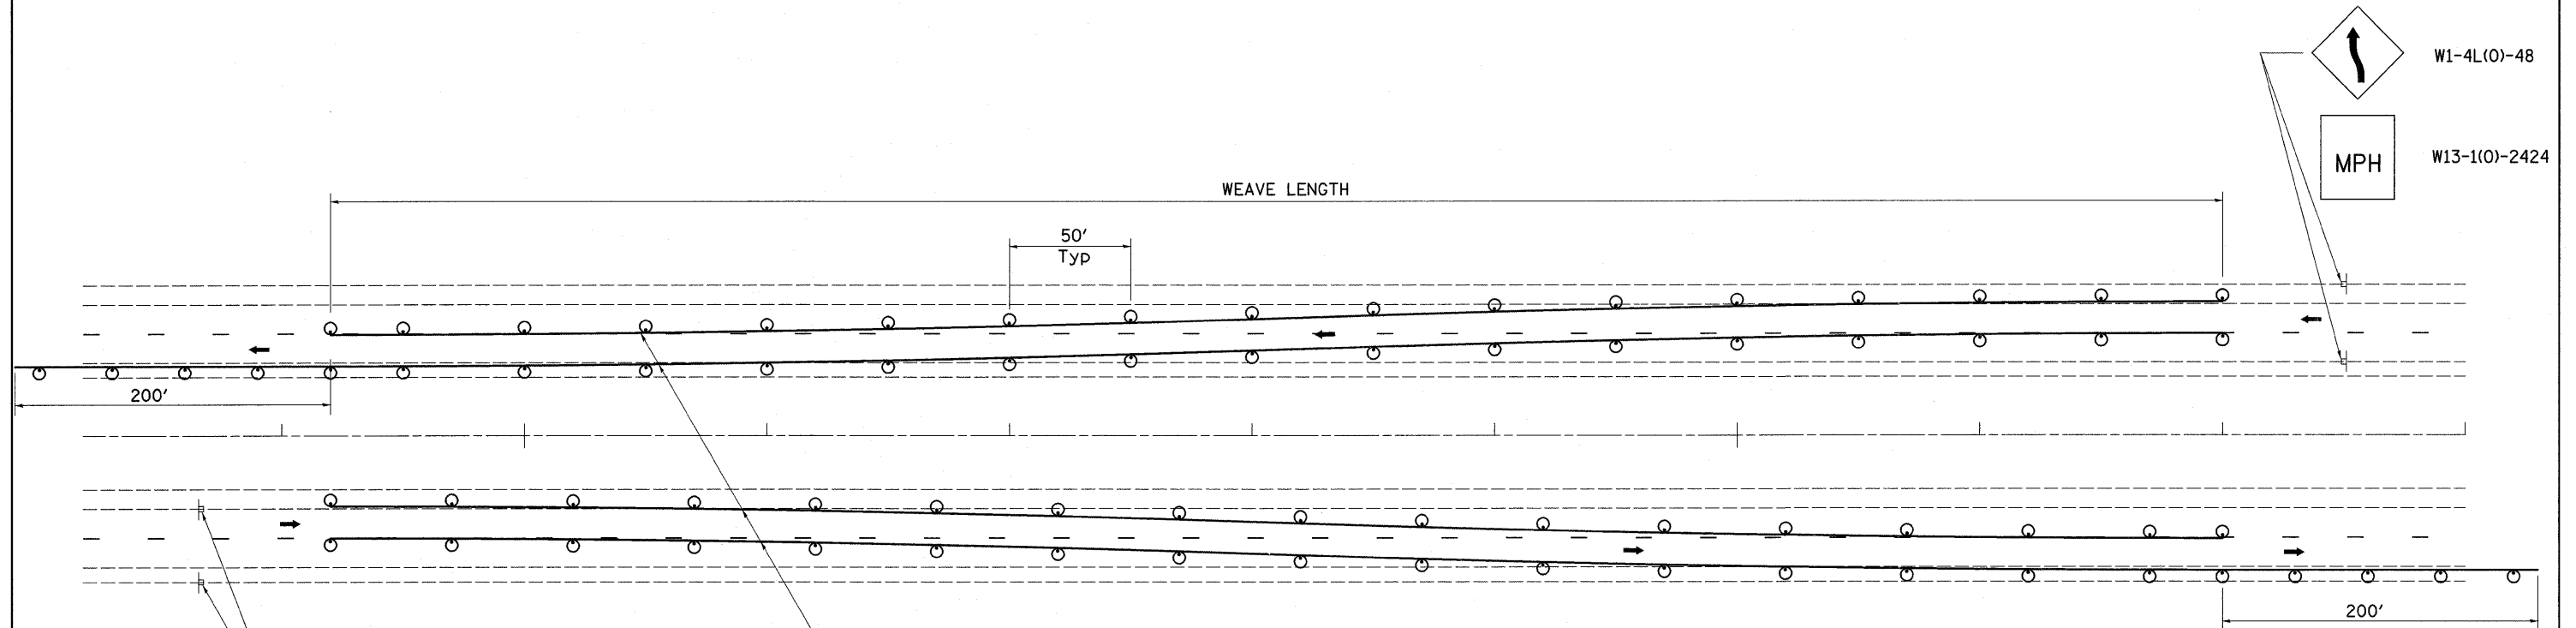 W1-4L(O)-48
MPH
W13-1(O)-2424
WEAVE LENGTH
50'
Typ
200'
200'